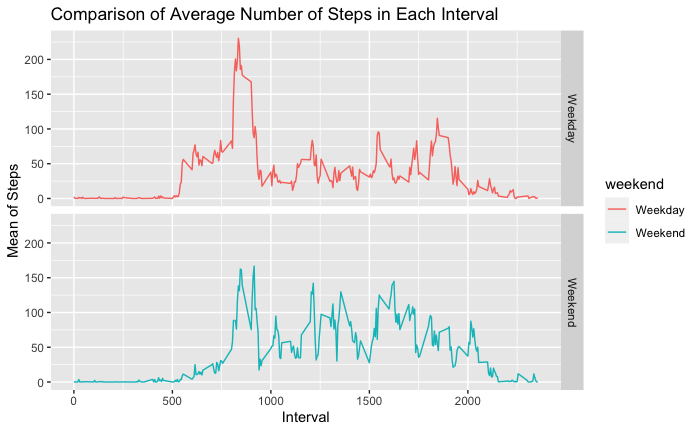 Comparison of Average Number of Steps in Each Interval
Mean of Steps
200
150
100
50
0
Weekday
200
150
100
50
0
Weekend
0
500
1000
1500
2000
Interval
weekend
Weekday
Weekend